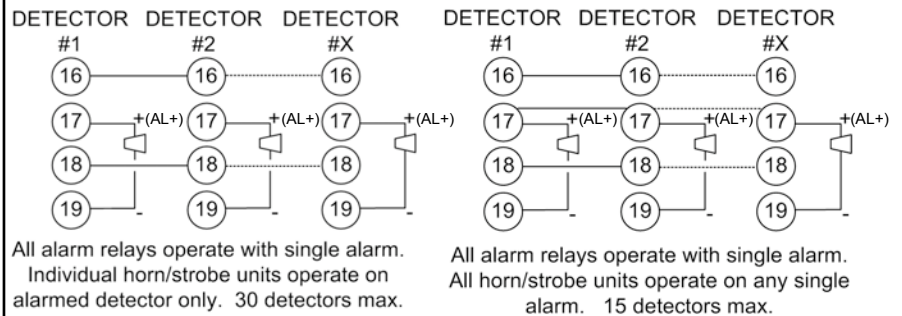 DETECTOR DETECTOR DETECTOR
#1 #2 #X
16 16 16
17 +(AL+) 17 +(AL+) 17 +(AL+)
18 18 18
19 - 19 - 19 -
All alarm relays operate with single alarm.
Individual horn/strobe units operate on
alarmed detector only. 30 detectors max.
DETECTOR DETECTOR DETECTOR
#1 #2 #X
16 16 16
17 +(AL+) 17 +(AL+) 17 +(AL+)
18 18 18
19 - 19 - 19 -
All alarm relays operate with single alarm.
All horn/strobe units operate on any single
alarm. 15 detectors max.